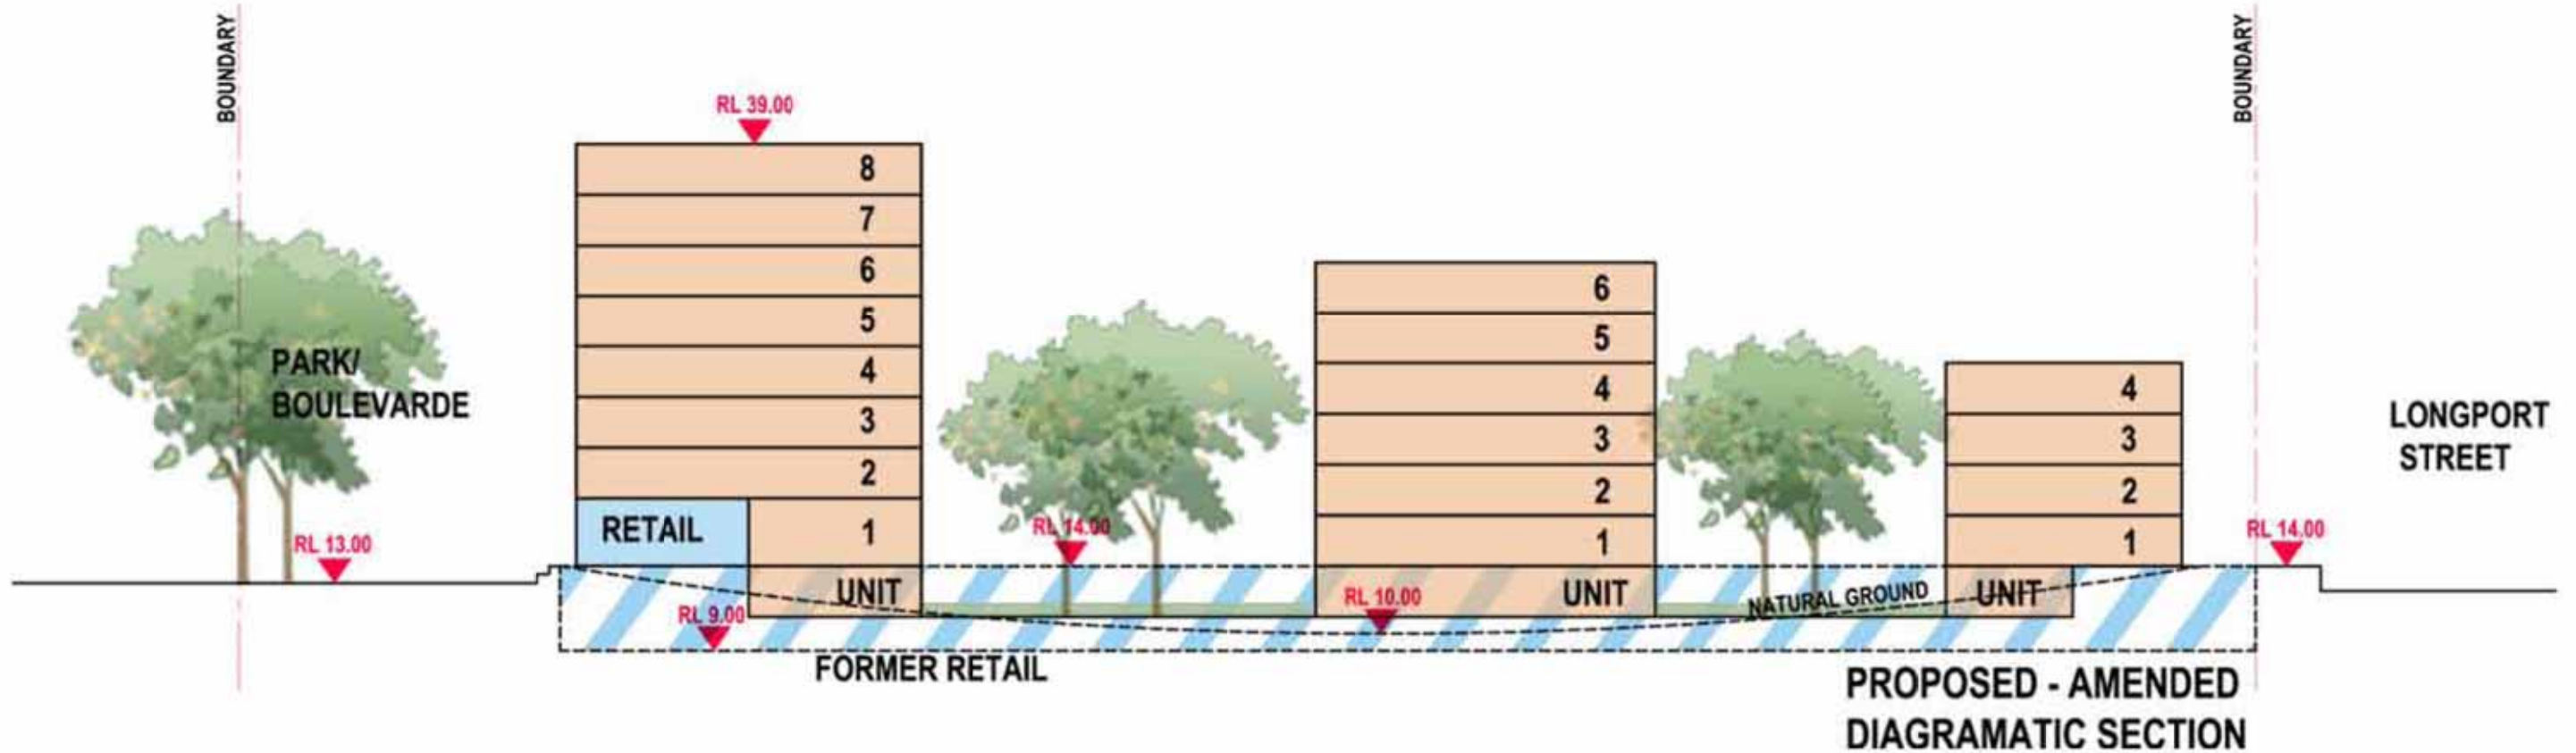 BOUNDARY
BOUNDARY
RL 39.00
8
7
6
5
4
3
2
RETAIL
1
UNIT
6
5
4
3
2
1
UNIT
4
3
2
1
UNIT
PARK/
BOULEVARDE
LONGPORT
STREET
RL 13.00
RL 14.00
RL 14.00
RL 9.00
RL 10.00
NATURAL GROUND
FORMER RETAIL
PROPOSED - AMENDED
DIAGRAMATIC SECTION